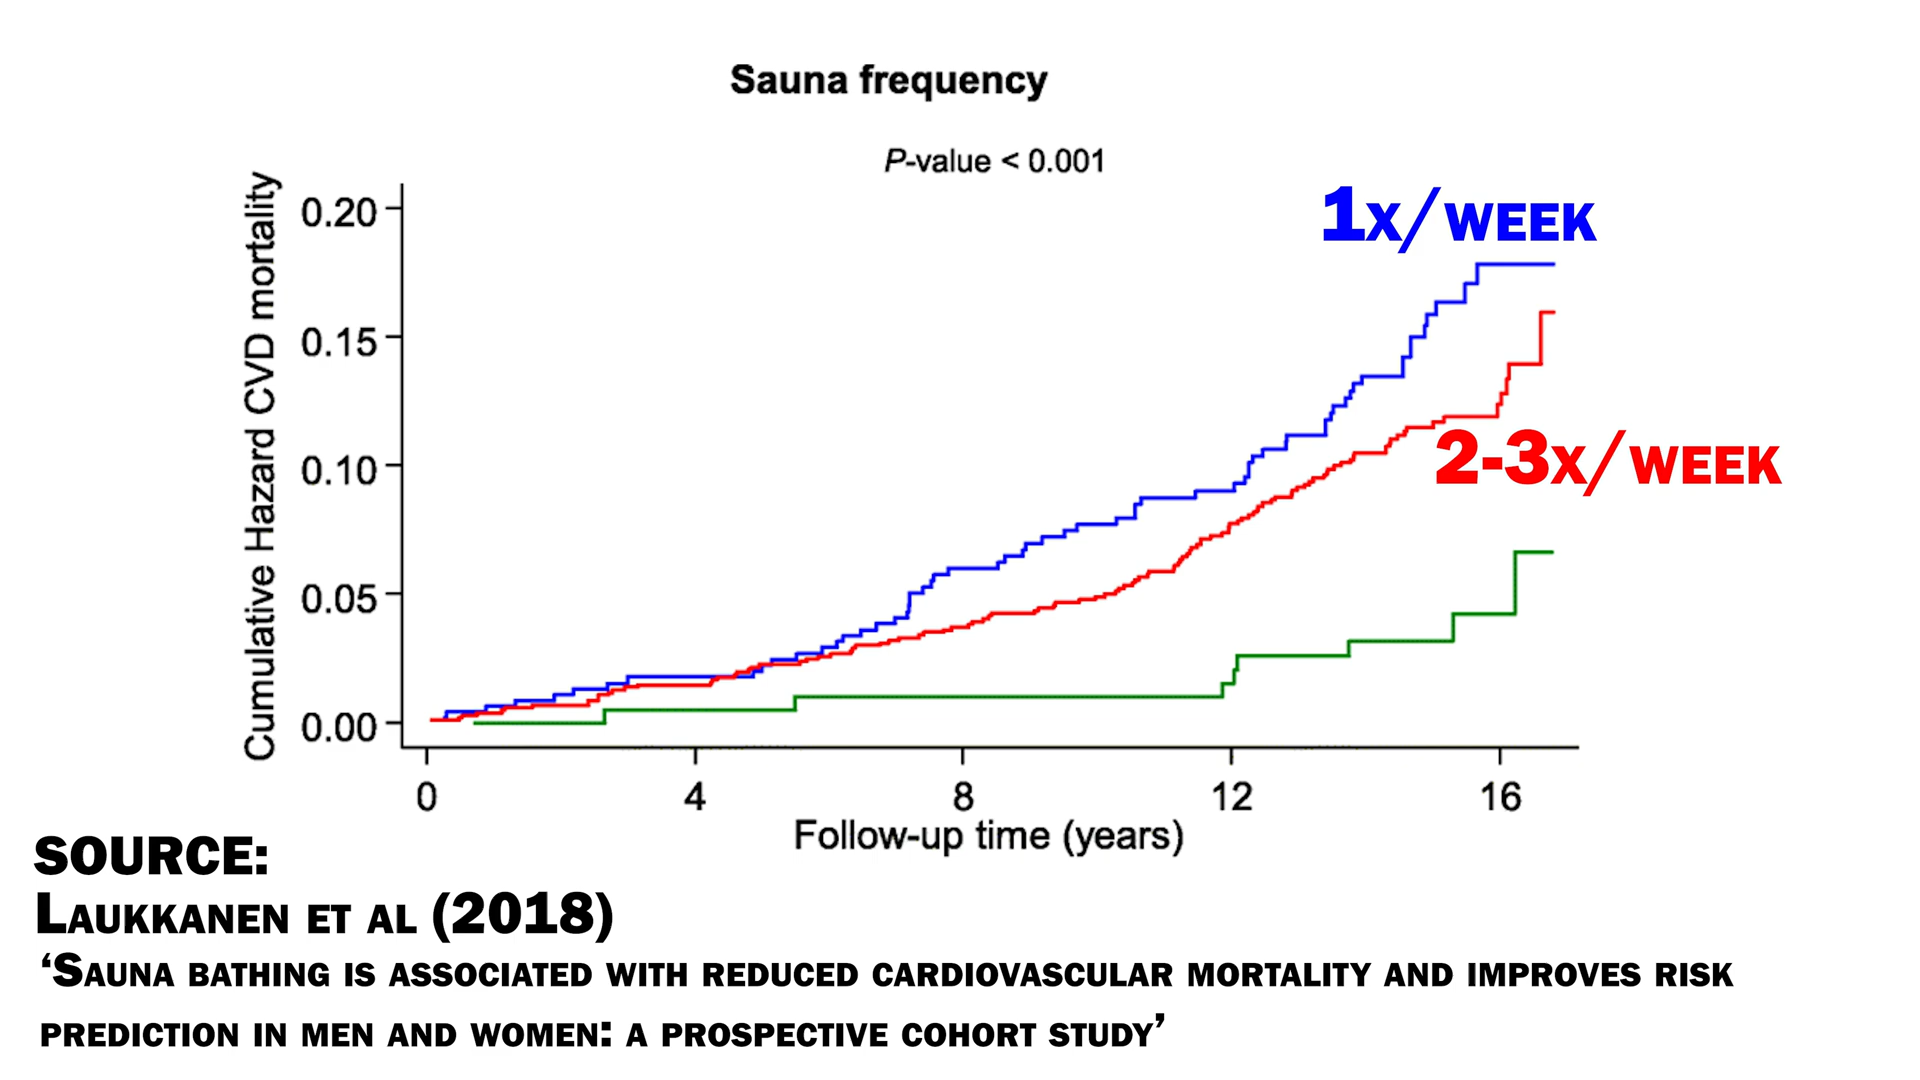 Sauna frequency
P-value < 0.001
Cumulative Hazard CVD mortality
0.20
0.15
0.10
0.05
0.00
1x/week
2-3x/week
0 4 8 12 16
Follow-up time (years)
SOURCE:
Laukkanen et al (2018)
‘Sauna bathing is associated with reduced cardiovascular mortality and improves risk
prediction in men and women: a prospective cohort study’